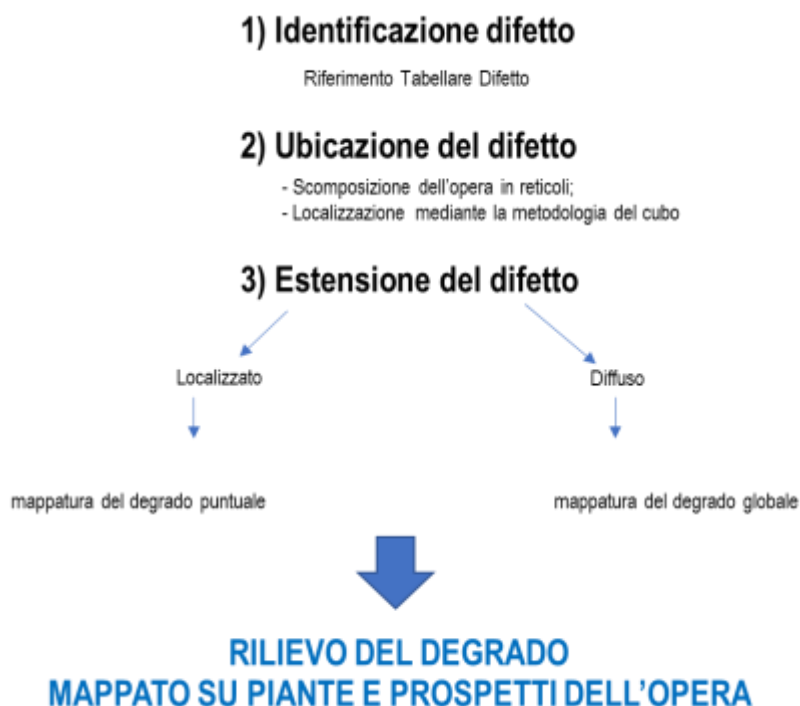 1) Identificazione difetto
Riferimento Tabellare Difetto
2) Ubicazione del difetto
- Scomposizione dell'opera in reticoli;
- Localizzazione mediante la metodologia del cubo
3) Estensione del difetto
Localizzato
Diffuso
mappatura del degrado puntuale
mappatura del degrado globale
RILIEVO DEL DEGRADO
MAPPATO SU PIANTE E PROSPETTI DELL'OPERA